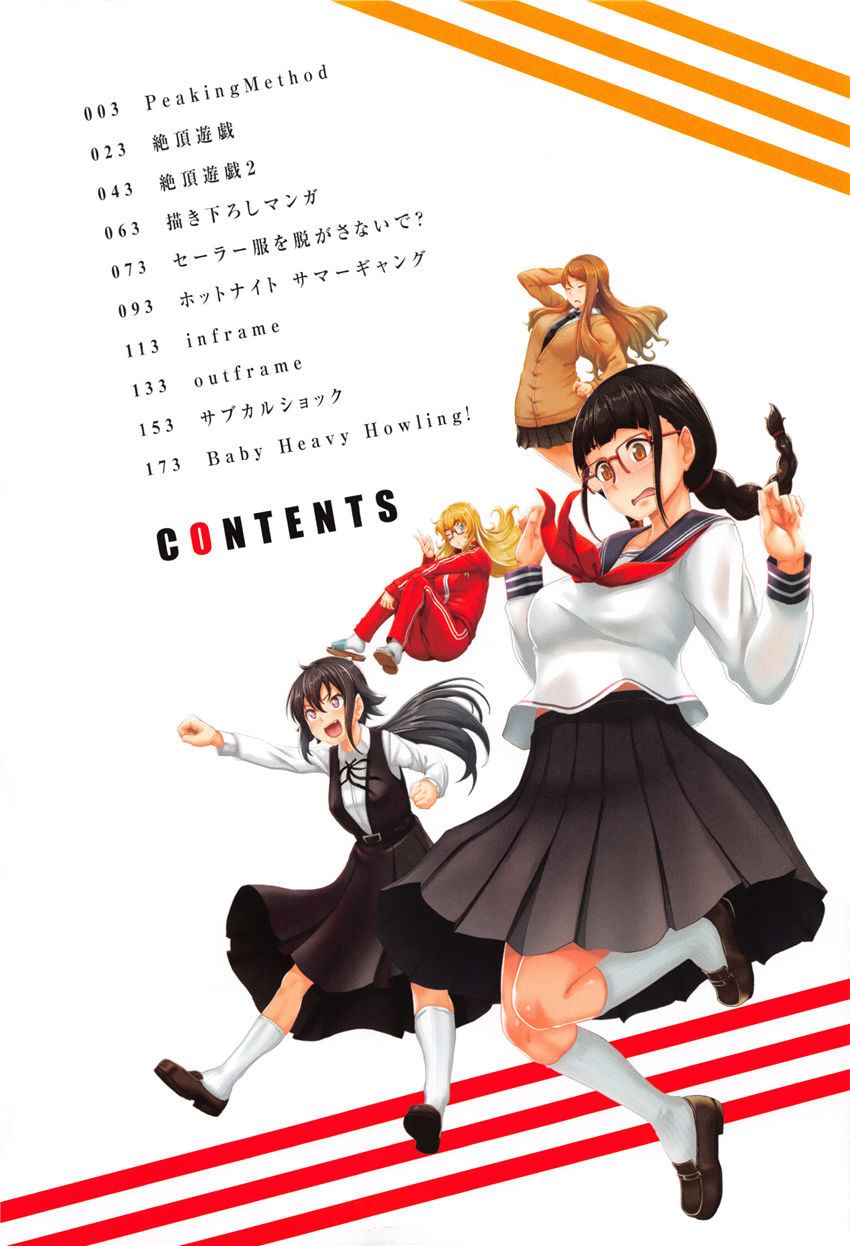 003 PeakingMethod
023 絶頂遊戯
043 絶頂遊戯2
063 描き下ろしマンガ
073 セーラー服を脱がさないで？
093 ホットナイト サマーギャング
113 inframe
133 outframe
153 サブカルショック
173 Baby Heavy Howling!
CONTENTS